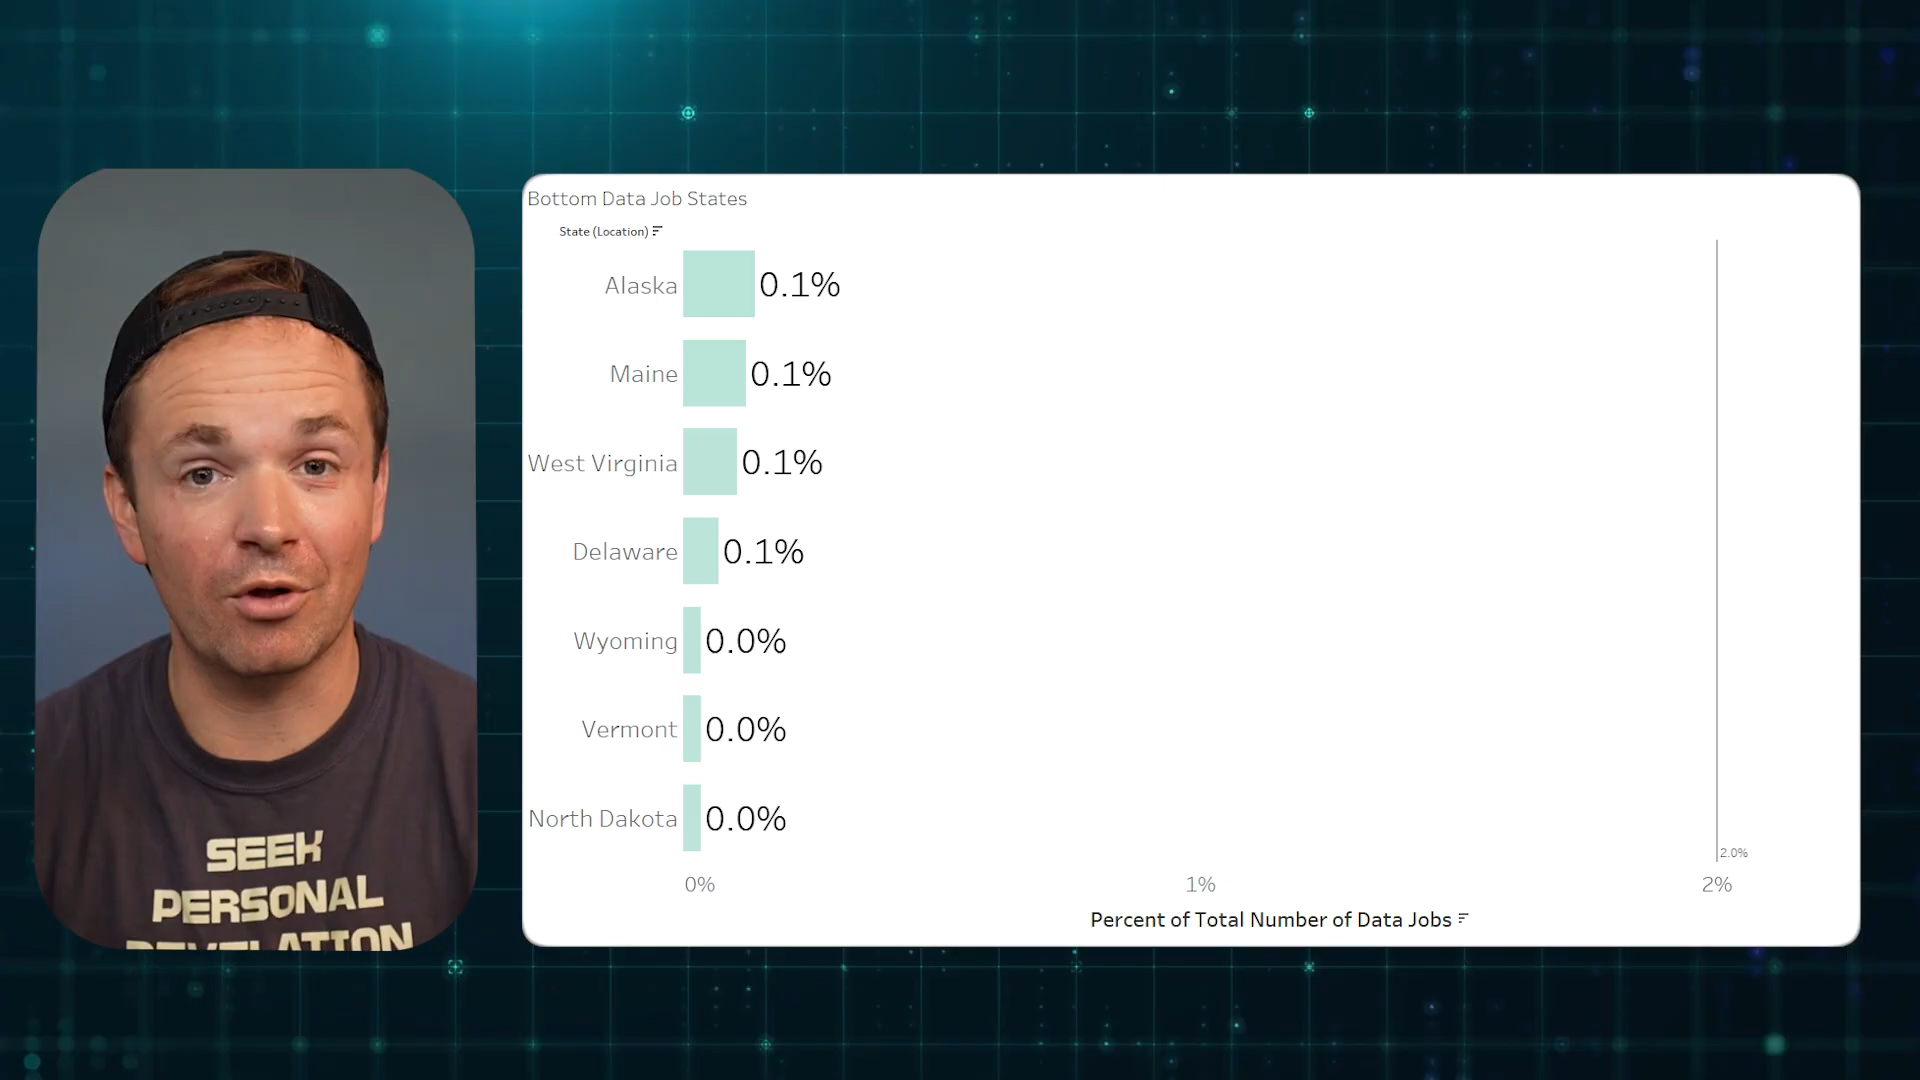 Bottom Data Job States
State (Location)
Alaska 0.1%
Maine 0.1%
West Virginia 0.1%
Delaware 0.1%
Wyoming 0.0%
Vermont 0.0%
North Dakota 0.0%
2.0%
0% 1% 2%
Percent of Total Number of Data Jobs
SEEK
PERSONAL
REVELATION